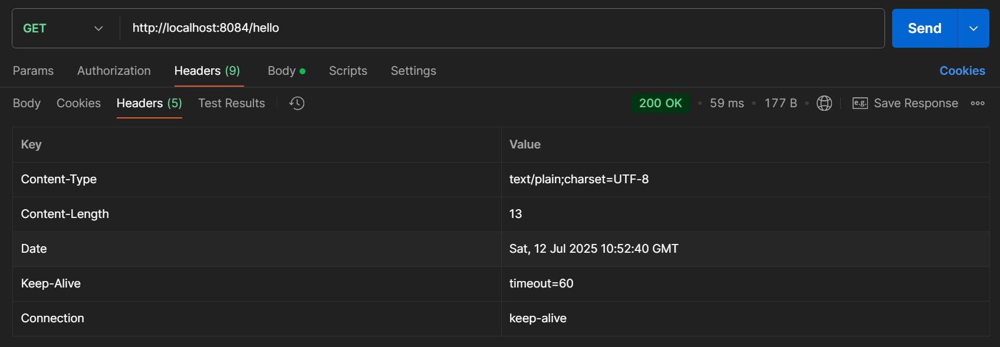 GET http://localhost:8084/hello Send
Params Authorization Headers (9) Body Scripts Settings Cookies
Body Cookies Headers (5) Test Results 200 OK • 59 ms • 177 B • e.g. Save Response
Key Value
Content-Type text/plain;charset=UTF-8
Content-Length 13
Date Sat, 12 Jul 2025 10:52:40 GMT
Keep-Alive timeout=60
Connection keep-alive